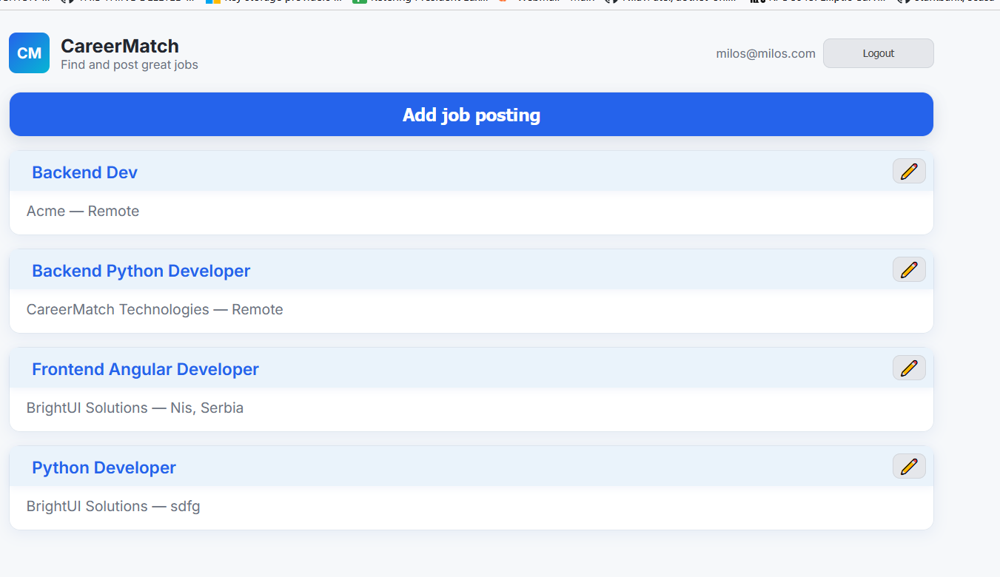 CM
CareerMatch
Find and post great jobs
milos@milos.com
Logout
Add job posting
Backend Dev
Acme — Remote
Backend Python Developer
CareerMatch Technologies — Remote
Frontend Angular Developer
BrightUI Solutions — Nis, Serbia
Python Developer
BrightUI Solutions — sdfg